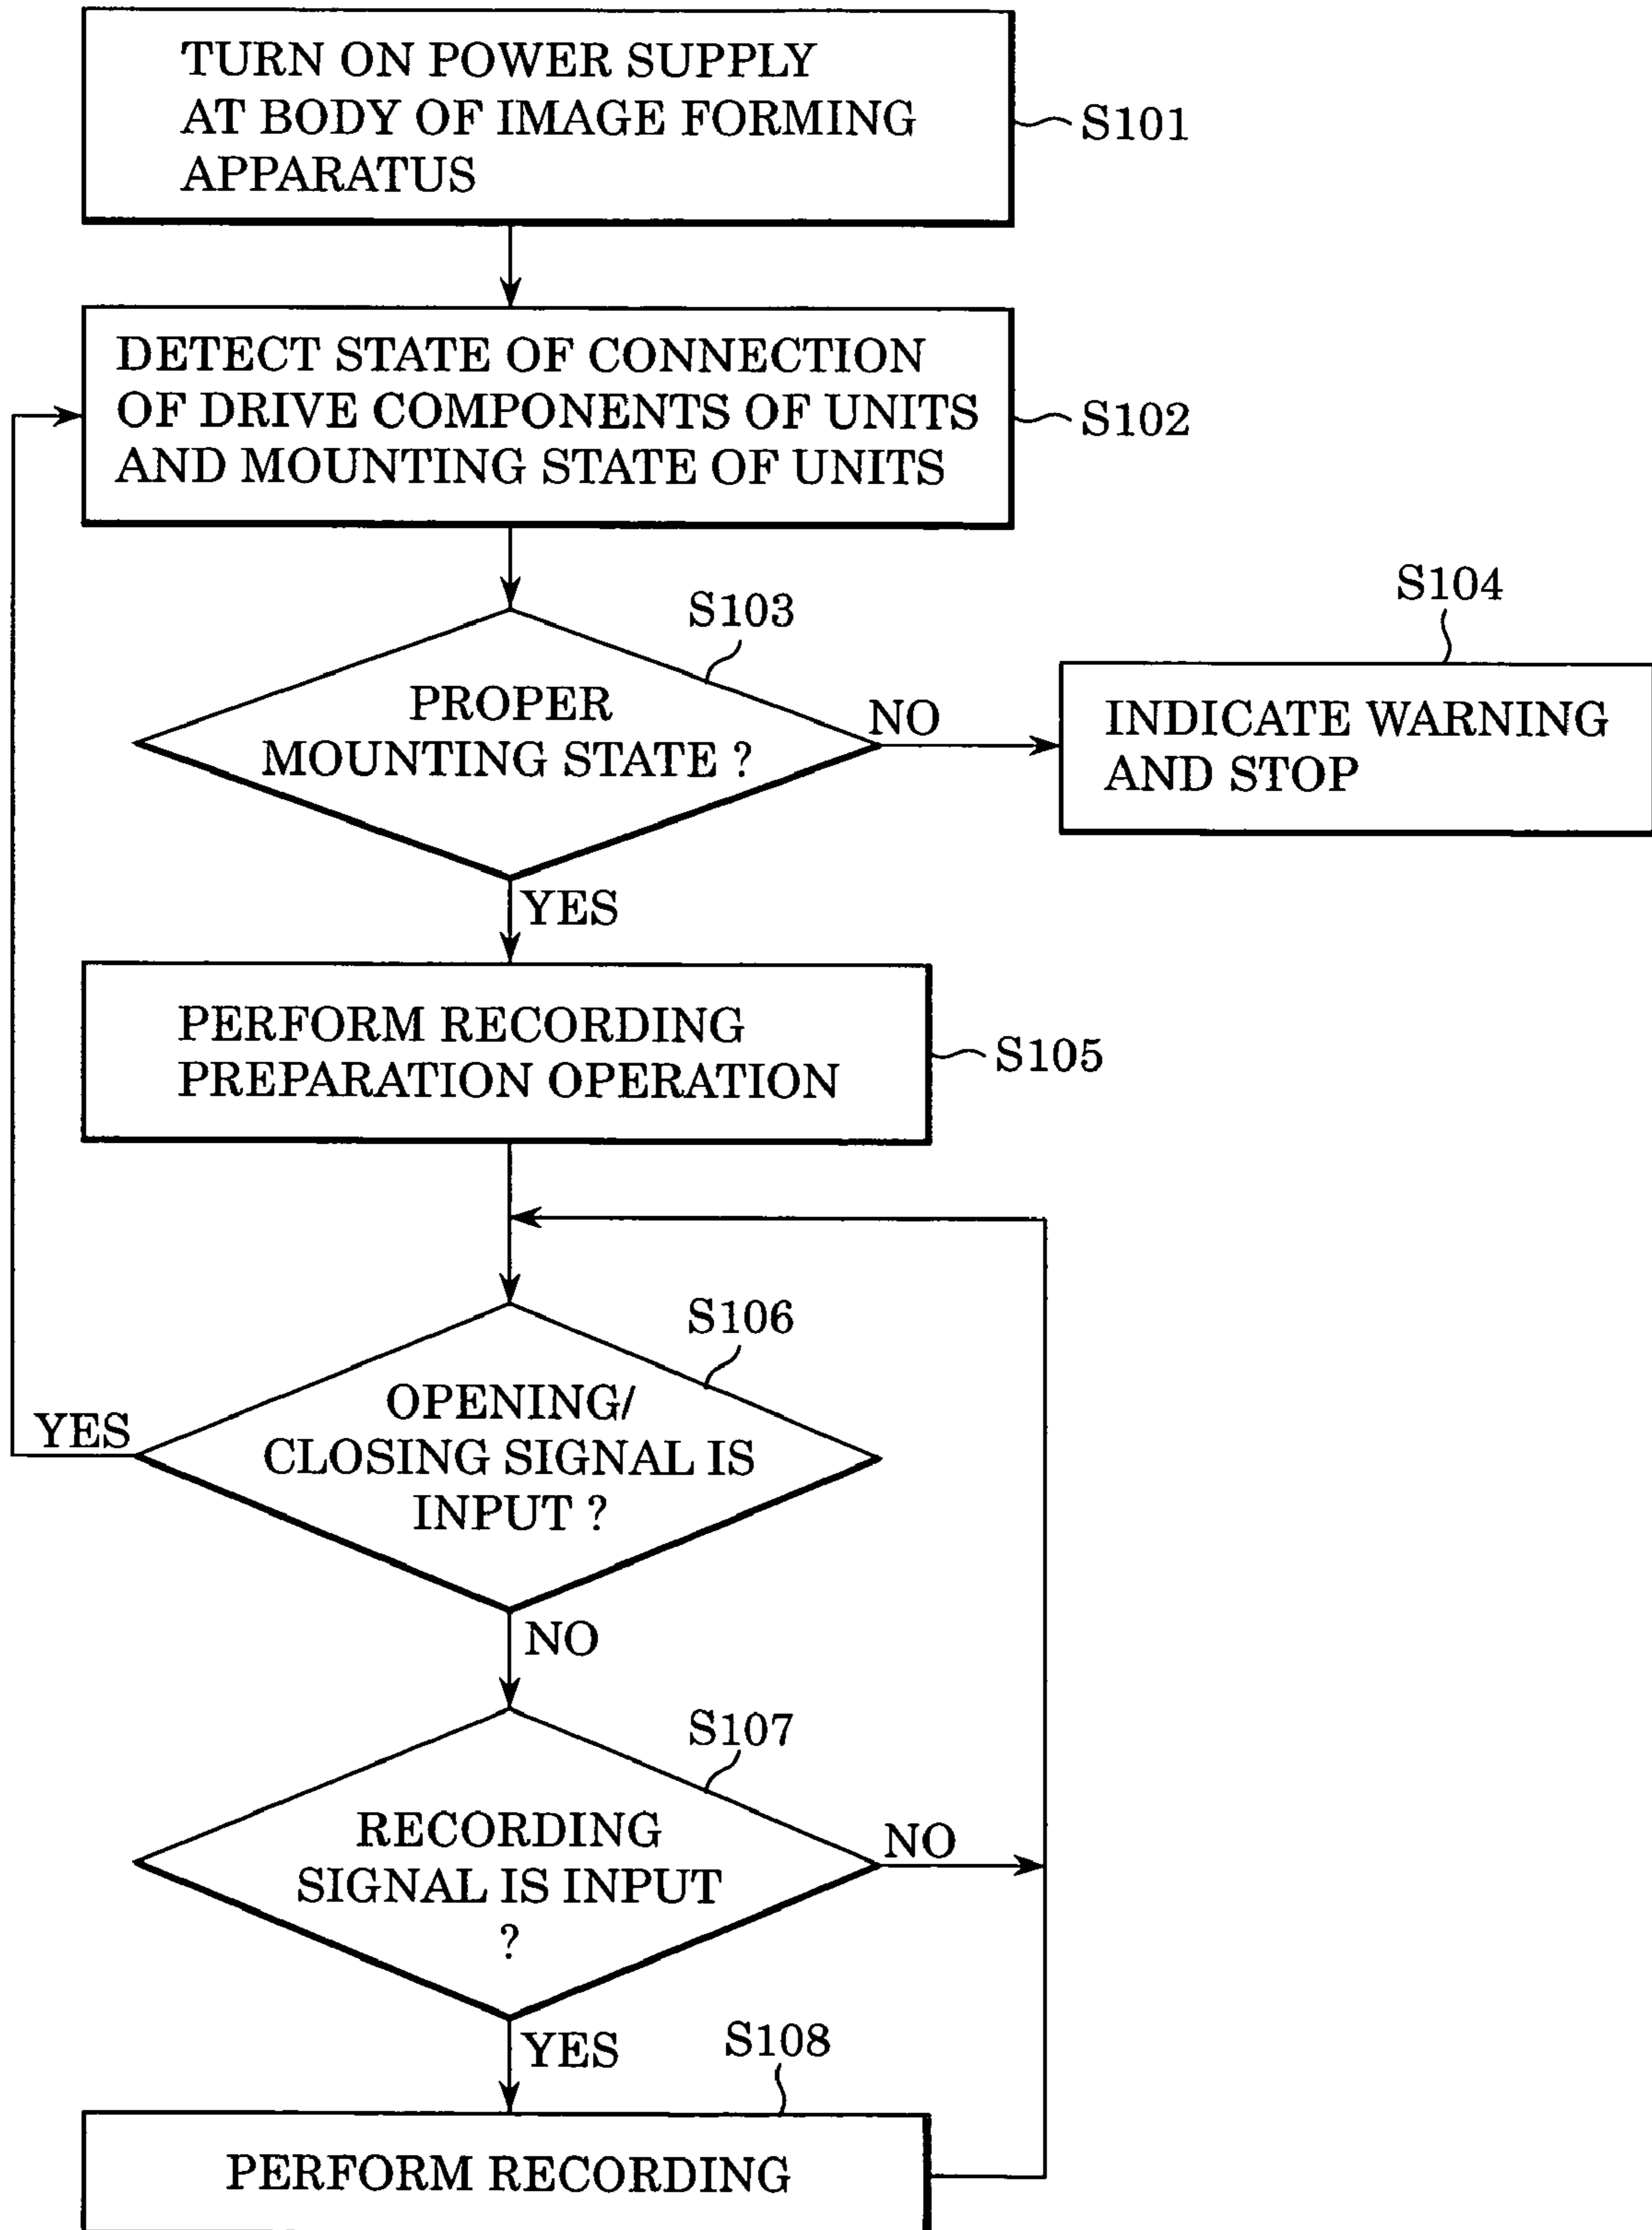 TURN ON POWER SUPPLY
AT BODY OF IMAGE FORMING
APPARATUS
S101
DETECT STATE OF CONNECTION
OF DRIVE COMPONENTS OF UNITS
AND MOUNTING STATE OF UNITS
S102
S103
PROPER
MOUNTING STATE ?
NO
S104
INDICATE WARNING
AND STOP
YES
PERFORM RECORDING
PREPARATION OPERATION
S105
S106
OPENING/
CLOSING SIGNAL IS
INPUT ?
YES
NO
S107
RECORDING
SIGNAL IS INPUT
?
NO
YES
S108
PERFORM RECORDING